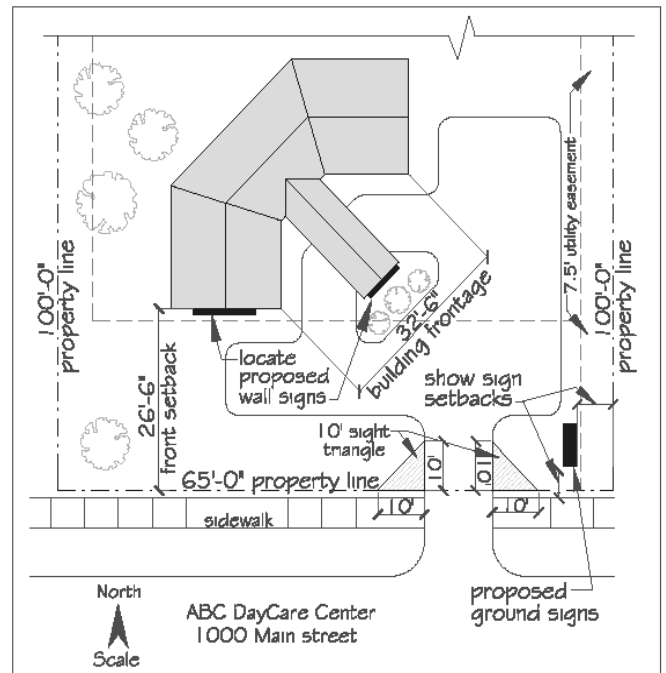 7.5' utility easement
100'-0"
property line
100'-0"
property line
32'-6"
building frontage
locate
proposed
wall signs
show sign
setbacks
26'-6"
front setback
10' sight
triangle
10'
10'
65'-0" property line
10'
10'
sidewalk
North
Scale
ABC DayCare Center
1000 Main street
proposed
ground signs